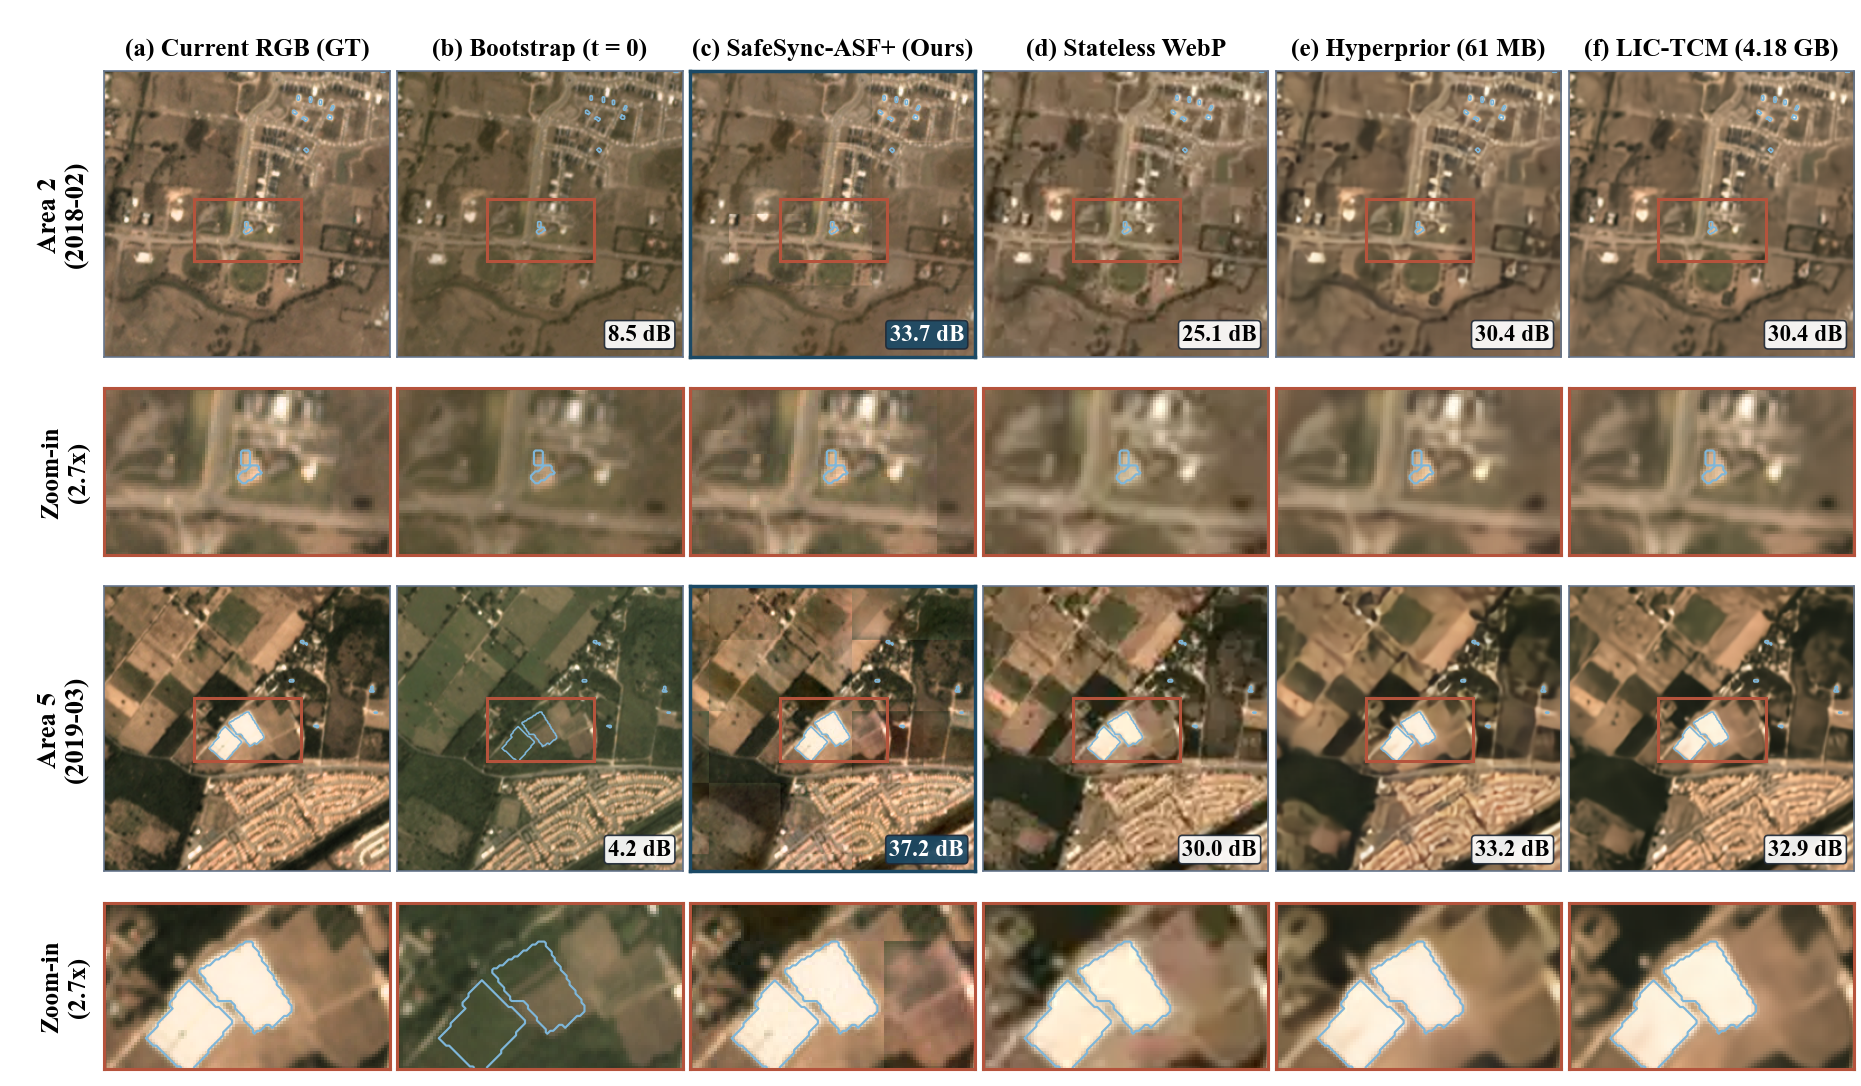 (a) Current RGB (GT)
(b) Bootstrap (t = 0)
(c) SafeSync-ASF+ (Ours)
(d) Stateless WebP
(e) Hyperprior (61 MB)
(f) LIC-TCM (4.18 GB)
Area 2
(2018-02)
8.5 dB
33.7 dB
25.1 dB
30.4 dB
30.4 dB
Zoom-in
(2.7x)
Area 5
(2019-03)
4.2 dB
37.2 dB
30.0 dB
33.2 dB
32.9 dB
Zoom-in
(2.7x)